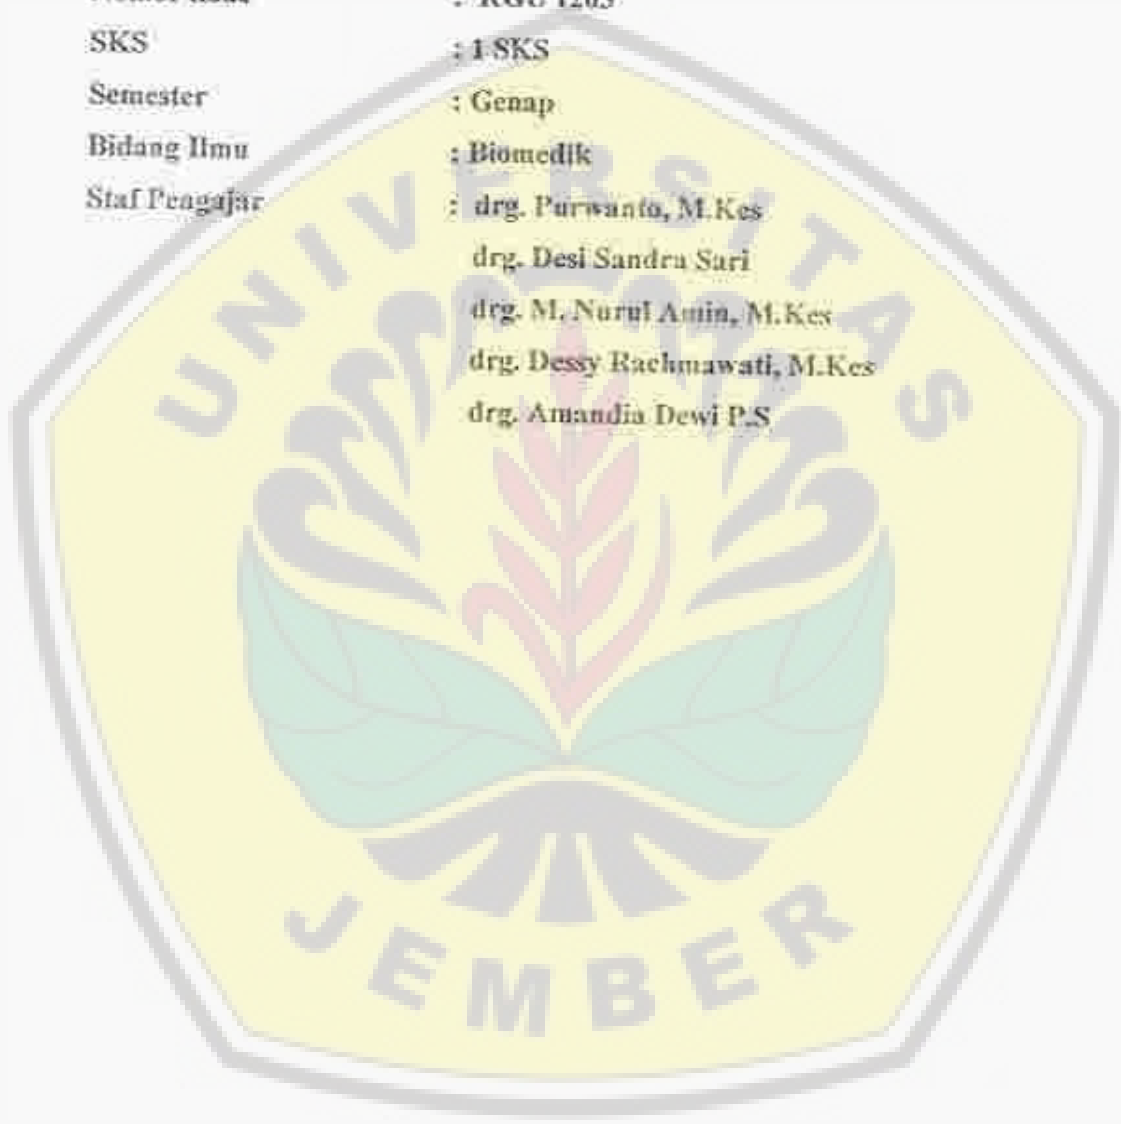 SKS : 1 SKS
Semester : Genap
Bidang Ilmu : Biomedik
Staf Pengajar : drg. Purwanto, M.Kes
drg. Desi Sandra Sari
drg. M. Nurul Amin, M.Kes
drg. Dessy Rachmawati, M.Kes
drg. Amandia Dewi P.S
UNIVERSITAS
JEMBER